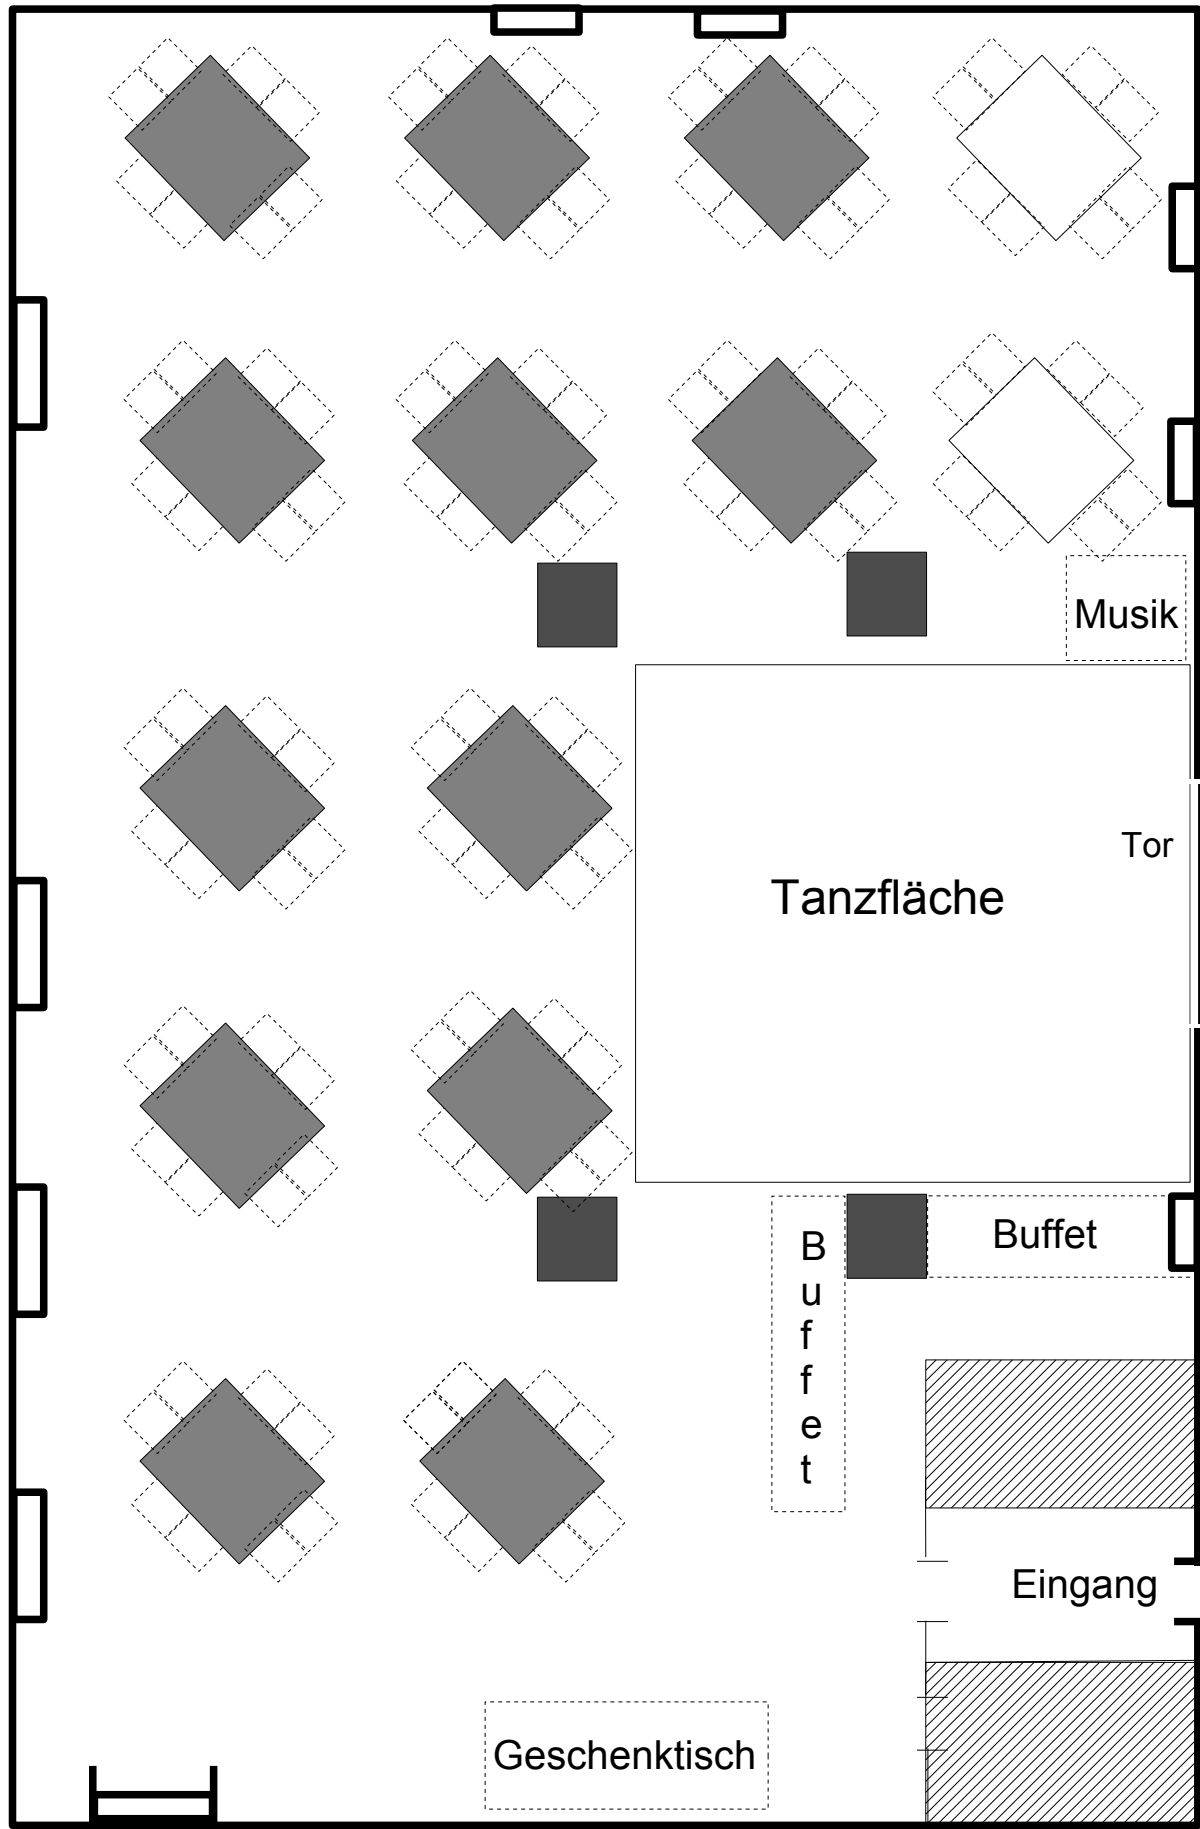 Musik
Tor
Tanzfläche
Buffet
B
u
f
f
e
t
Eingang
Geschenktisch